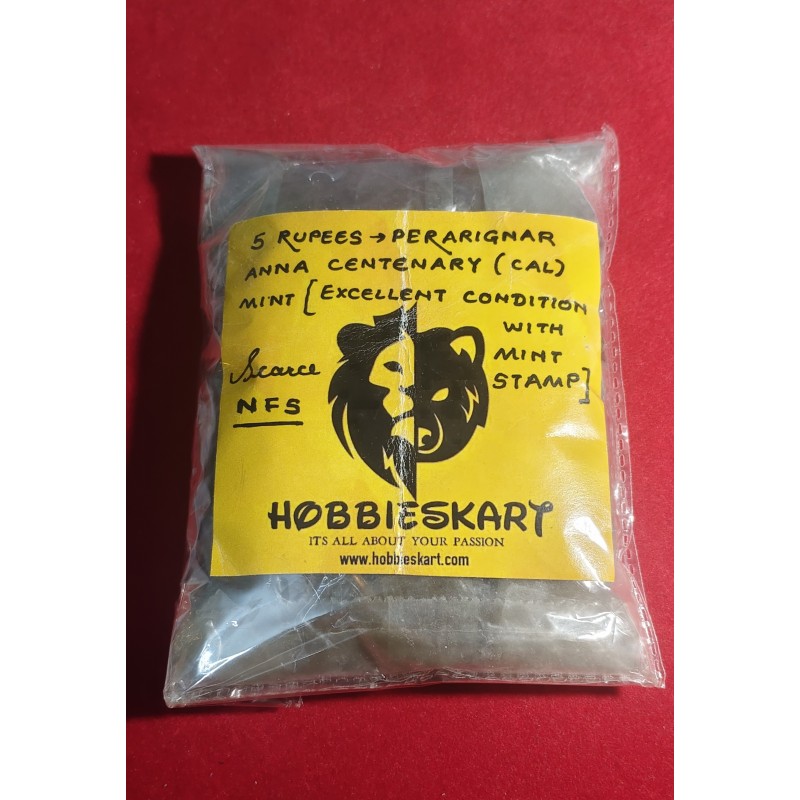 5 RUPEES → PERARIGNAR
ANNA CENTENARY (CAL)
MINT [EXCELLENT CONDITION
WITH
MINT
STAMP]
Scarce
NFS
HOBBIESKART
ITS ALL ABOUT YOUR PASSION
www.hobbieskart.com